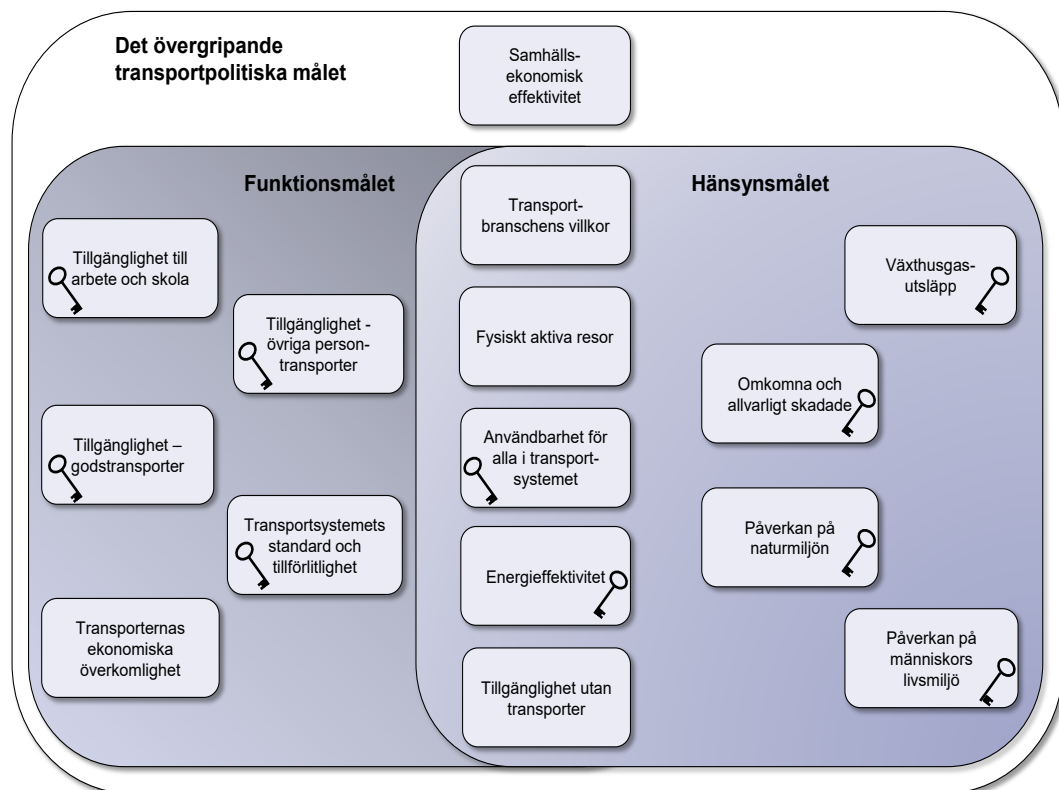 Det övergripande
transportpolitiska målet
Samhälls-
ekonomisk
effektivitet
Funktionsmålet
Hänsynsmålet
Tillgänglighet till
arbete och skola
Tillgänglighet -
övriga person-
transporter
Tillgänglighet –
godstransporter
Transportsystemets
standard och
tillförlitlighet
Transporternas
ekonomiska
överkomlighet
Transport-
branschens villkor
Fysiskt aktiva resor
Användbarhet för
alla i transport-
systemet
Energieffektivitet
Tillgänglighet utan
transporter
Växthusgas-
utsläpp
Omkomna och
allvarligt skadade
Påverkan på
naturmiljön
Påverkan på
människors
livsmiljö